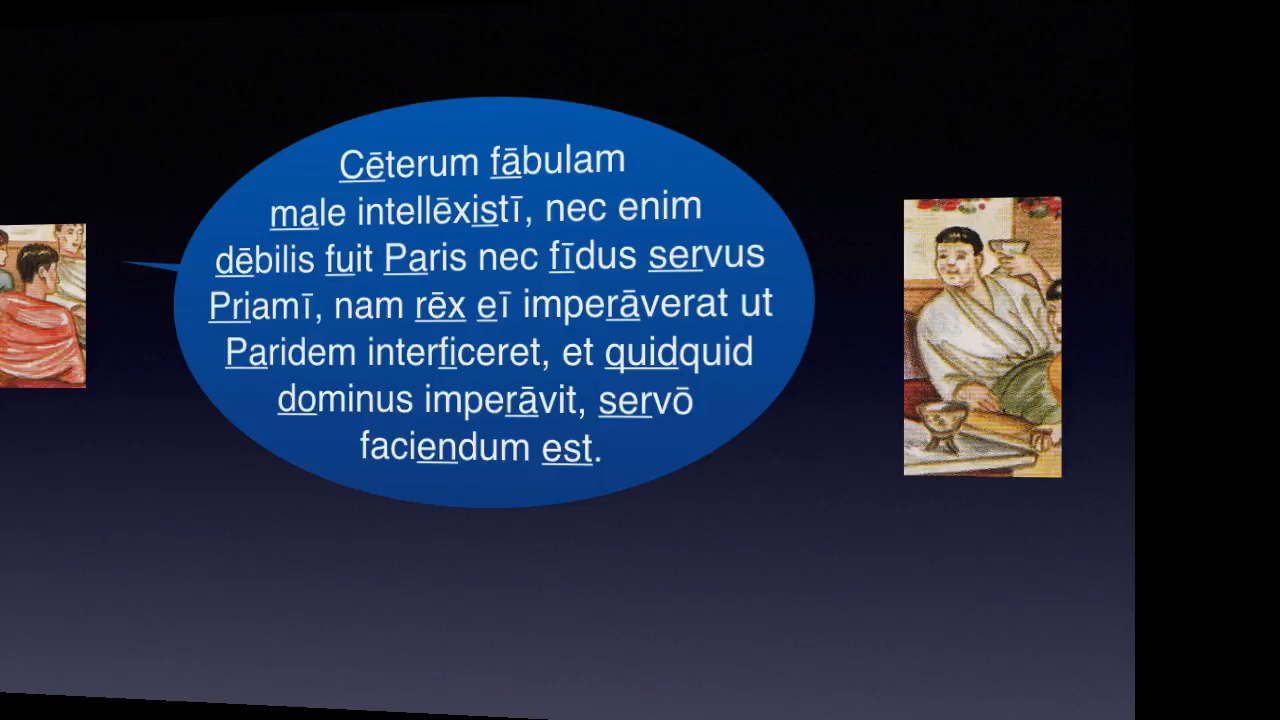 Cēterum fābulam
male intellēxistī, nec enim
dēbilis fuit Paris nec fīdus servus
Priamī, nam rēx eī imperāverat ut
Paridem interficeret, et quidquid
dominus imperāvit, servō
faciendum est.